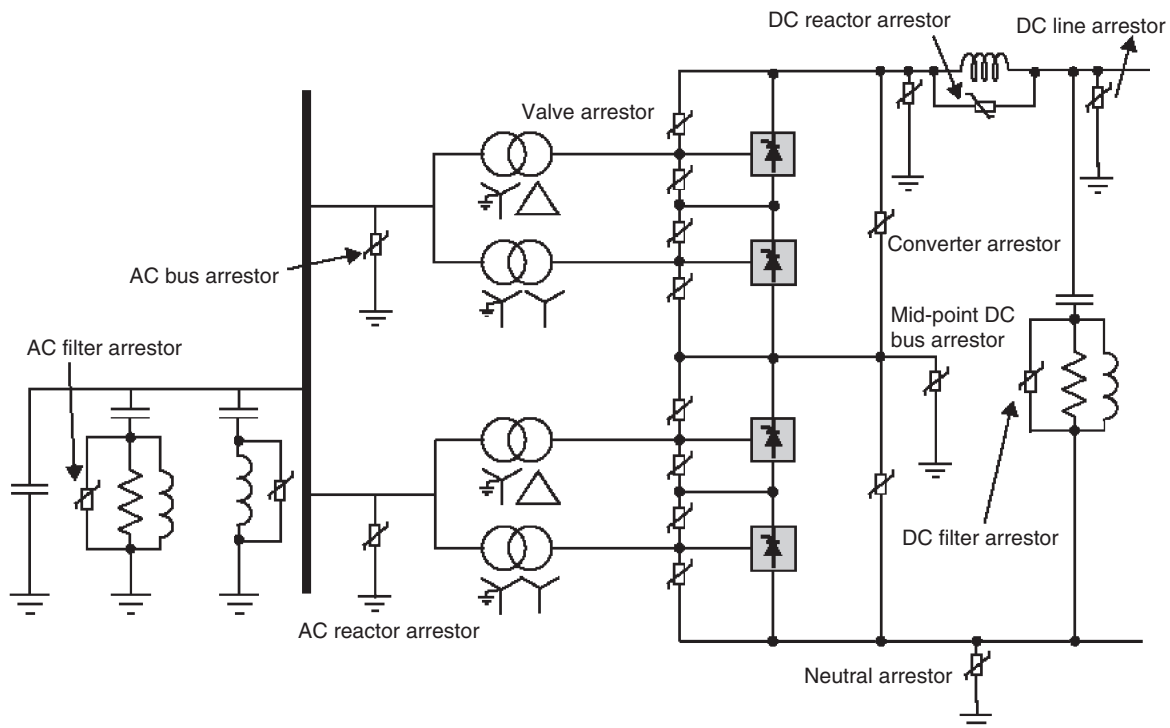 DC reactor arrestor
DC line arrestor
Valve arrestor
AC bus arrestor
Converter arrestor
Mid-point DC
bus arrestor
AC filter arrestor
DC filter arrestor
AC reactor arrestor
Neutral arrestor